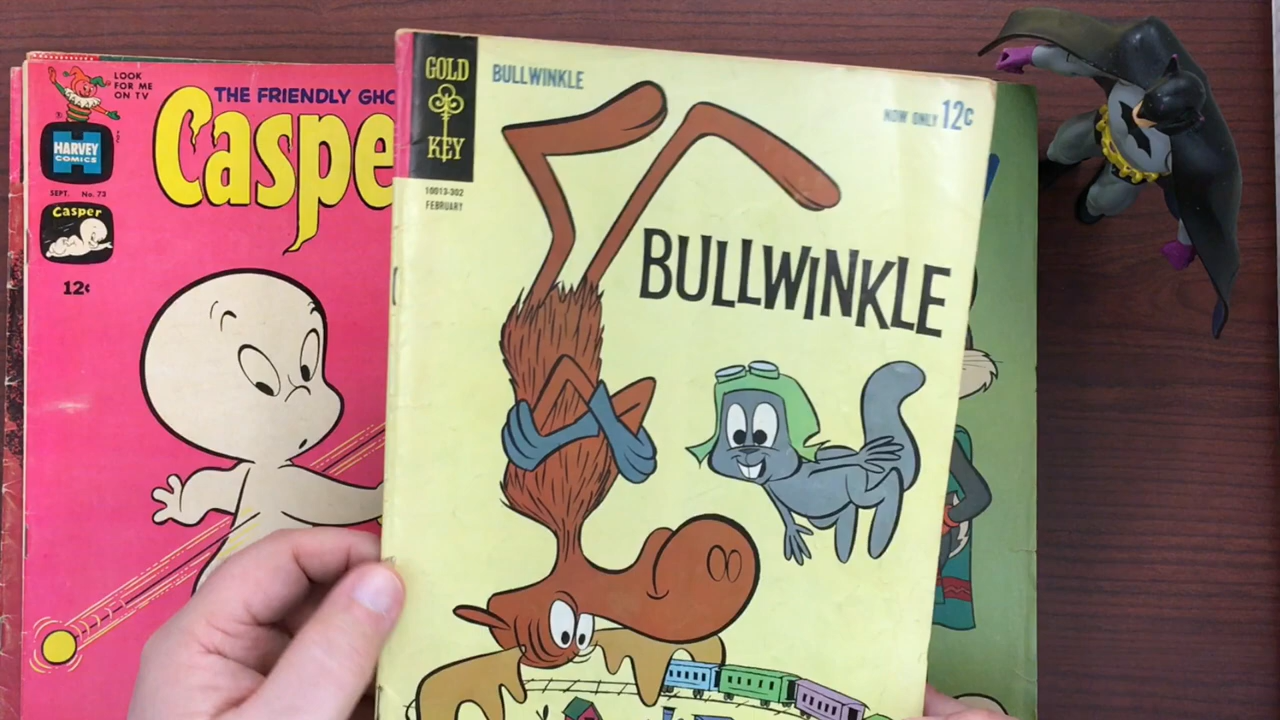 LOOK
FOR ME
ON TV
THE FRIENDLY GHO
Caspe
HARVEY
COMICS
SEPT. No. 73
Casper
12¢
GOLD
KEY
BULLWINKLE
NOW ONLY 12¢
10013-302
FEBRUARY
BULLWINKLE